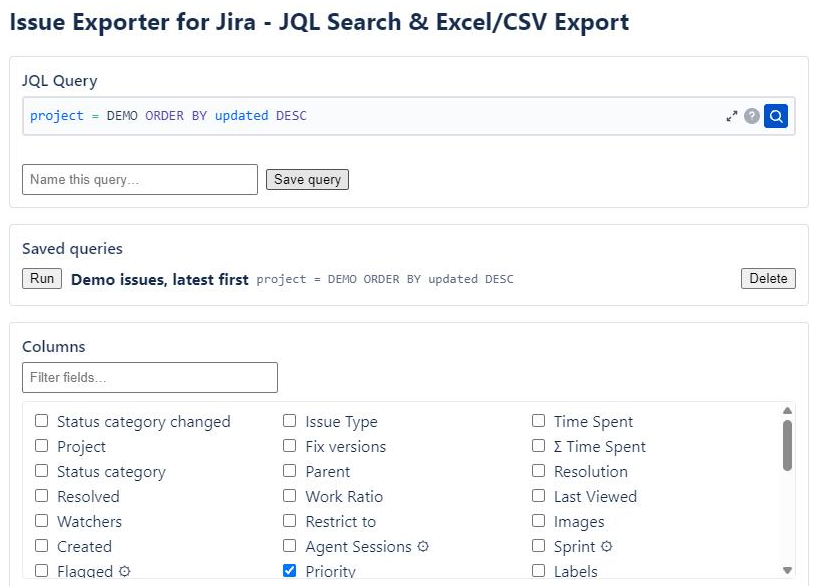 Issue Exporter for Jira - JQL Search & Excel/CSV Export
JQL Query
project = DEMO ORDER BY updated DESC
Name this query...
Save query
Saved queries
Run Demo issues, latest first project = DEMO ORDER BY updated DESC Delete
Columns
Filter fields...
Status category changed Issue Type Time Spent
Project Fix versions Σ Time Spent
Status category Parent Resolution
Resolved Work Ratio Last Viewed
Watchers Restrict to Images
Created Agent Sessions Sprint
Flagged Priority Labels